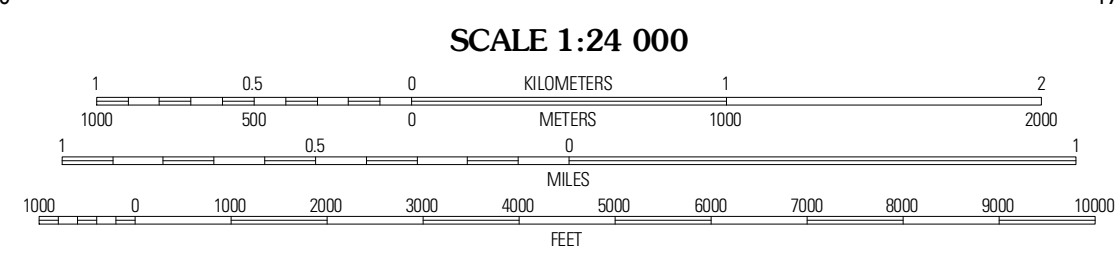 SCALE 1:24 000
1 0.5 0 KILOMETERS 1 2
1000 500 0 METERS 1000 2000
1 0.5 0 1
MILES
1000 0 1000 2000 3000 4000 5000 6000 7000 8000 9000 10000
FEET